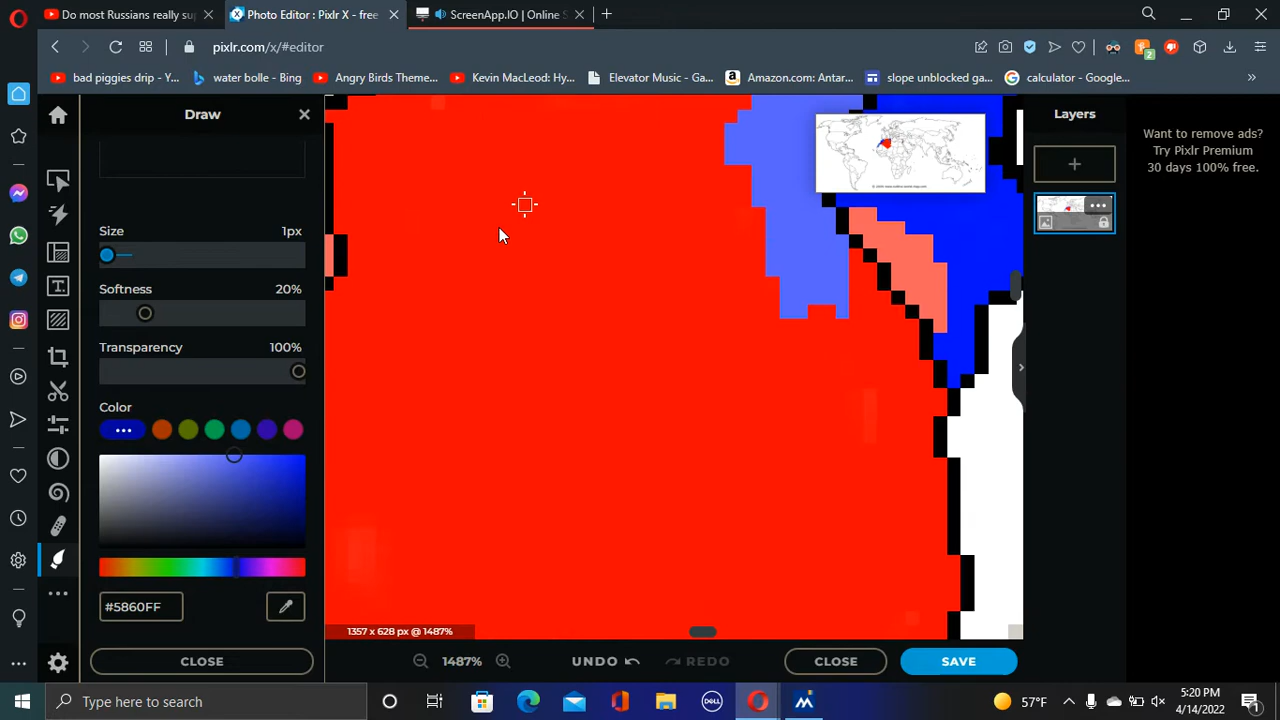 Do most Russians really su
Photo Editor : Pixlr X - free
ScreenApp.IO | Online S
pixlr.com/x/#editor
bad piggies drip - Y...
water bolle - Bing
Angry Birds Theme...
Kevin MacLeod: Hy...
Elevator Music - Ga...
Amazon.com: Antar...
slope unblocked ga...
calculator - Google...
»
Draw
Layers
Want to remove ads?
Try Pixlr Premium
30 days 100% free.
Size 1px
Softness 20%
Transparency 100%
Color
#5860FF
CLOSE
1357 x 628 px @ 1487%
1487%
UNDO
REDO
CLOSE
SAVE
Type here to search
DELL
57°F
3:20 PM
4/14/2022
2
1